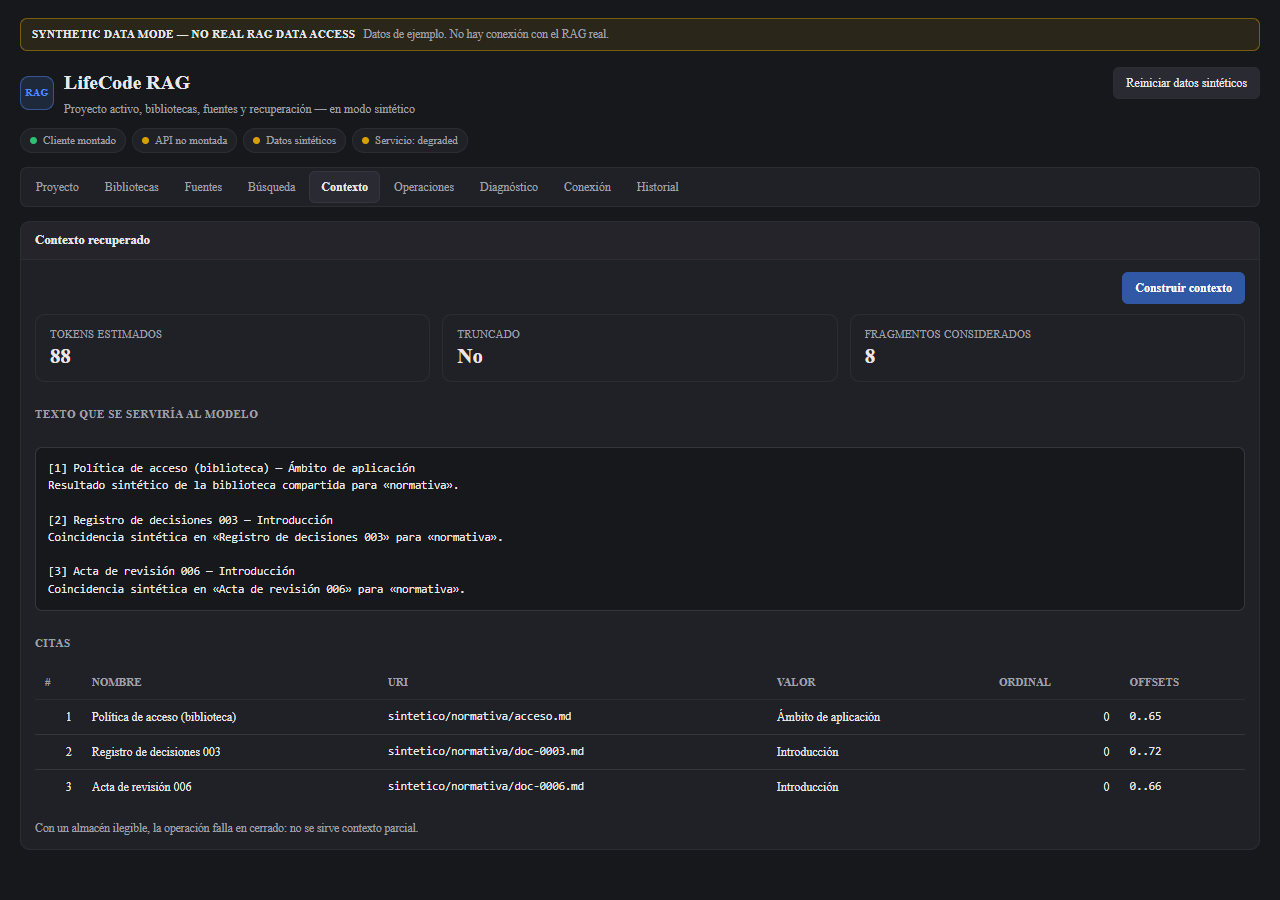 SYNTHETIC DATA MODE — NO REAL RAG DATA ACCESS Datos de ejemplo. No hay conexión con el RAG real.
RAG
LifeCode RAG
Proyecto activo, bibliotecas, fuentes y recuperación — en modo sintético
Reiniciar datos sintéticos
Cliente montado API no montada Datos sintéticos Servicio: degraded
Proyecto Bibliotecas Fuentes Búsqueda Contexto Operaciones Diagnóstico Conexión Historial
Contexto recuperado
Construir contexto
TOKENS ESTIMADOS TRUNCADO FRAGMENTOS CONSIDERADOS
88 No 8
TEXTO QUE SE SERVIRÍA AL MODELO
[1] Política de acceso (biblioteca) — Ámbito de aplicación
Resultado sintético de la biblioteca compartida para «normativa».
[2] Registro de decisiones 003 — Introducción
Coincidencia sintética en «Registro de decisiones 003» para «normativa».
[3] Acta de revisión 006 — Introducción
Coincidencia sintética en «Acta de revisión 006» para «normativa».
CITAS
# NOMBRE URI VALOR ORDINAL OFFSETS
1 Política de acceso (biblioteca) sintetico/normativa/acceso.md Ámbito de aplicación 0 0..65
2 Registro de decisiones 003 sintetico/normativa/doc-0003.md Introducción 0 0..72
3 Acta de revisión 006 sintetico/normativa/doc-0006.md Introducción 0 0..66
Con un almacén ilegible, la operación falla en cerrado: no se sirve contexto parcial.